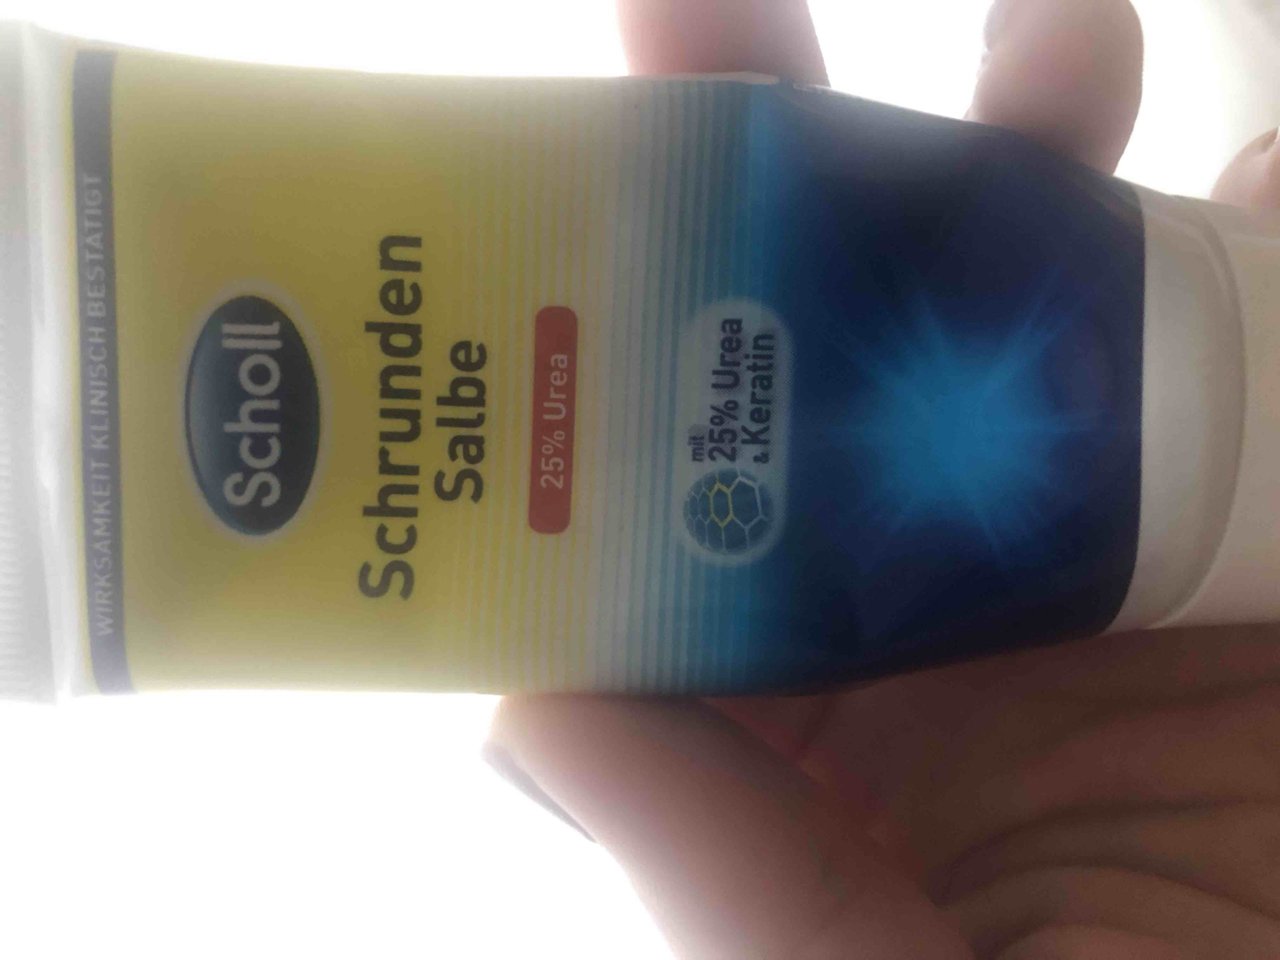 WIRKSAMKEIT KLINISCH BESTÄTIGT
Scholl
Schrunden
Salbe
25% Urea
mit
25% Urea
& Keratin